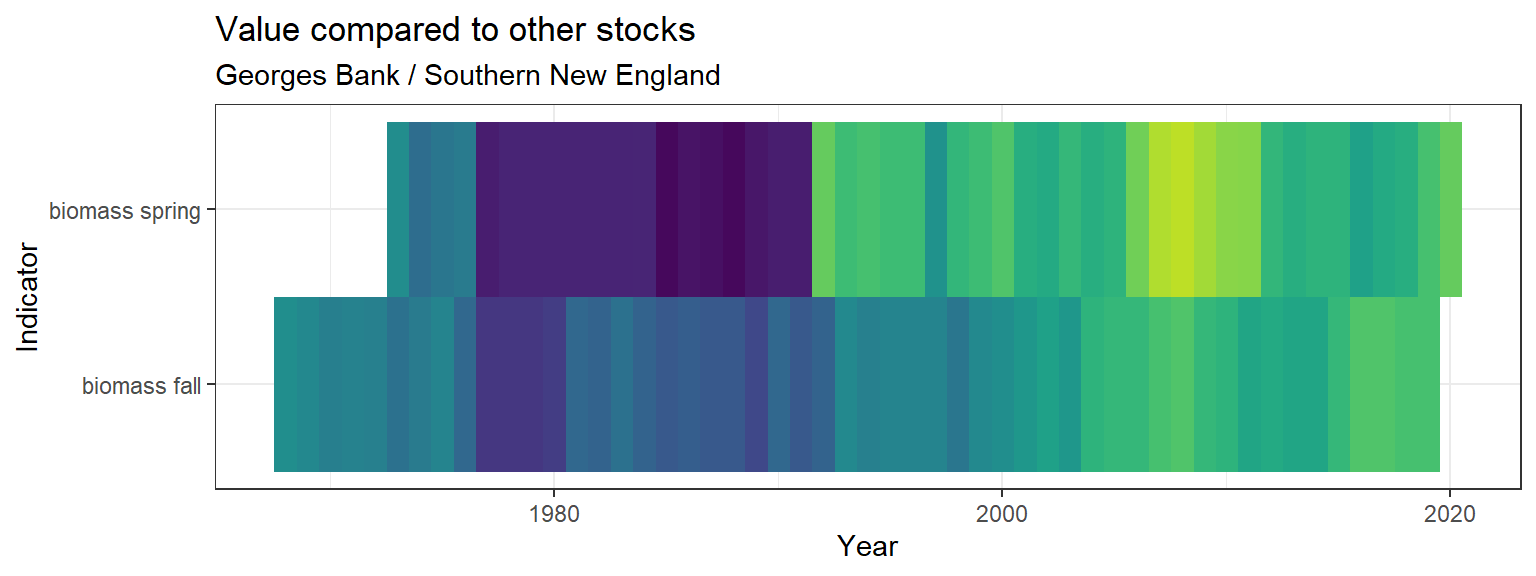 Value compared to other stocks
Georges Bank / Southern New England
Indicator
biomass spring
biomass fall
1980 2000 2020
Year